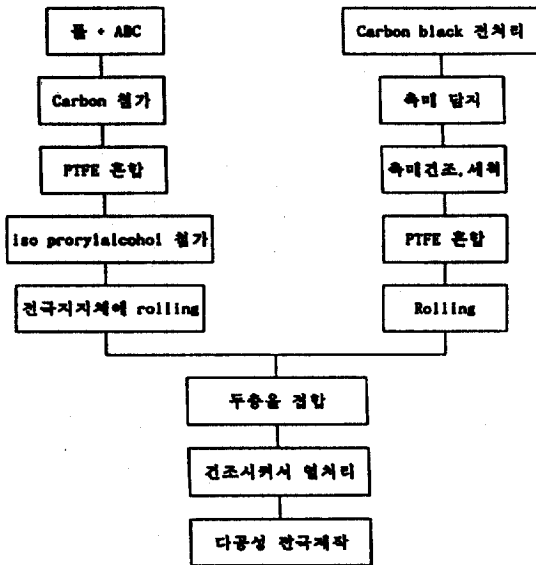 물 + ABC
Carbon 첨가
PTFE 혼합
iso prorylalcohol 첨가
전극지지체에 rolling
Carbon black 전처리
촉매 담지
촉매건조,세척
PTFE 혼합
Rolling
두층을 접합
건조시켜서 열처리
다공성 전극제작